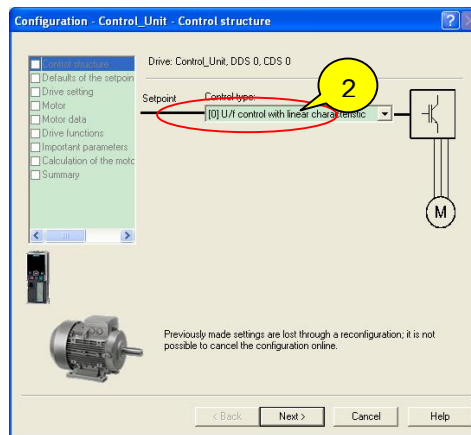 Configuration - Control_Unit - Control structure
Control structure
Defaults of the setpoin
Drive setting
Motor
Motor data
Drive functions
Important parameters
Calculation of the motc
Summary
Drive: Control_Unit, DDS 0, CDS 0
Setpoint
Control type:
2
[0] U/f control with linear characteristic
M
Previously made settings are lost through a reconfiguration; it is not
possible to cancel the configuration online.
< Back
Next >
Cancel
Help